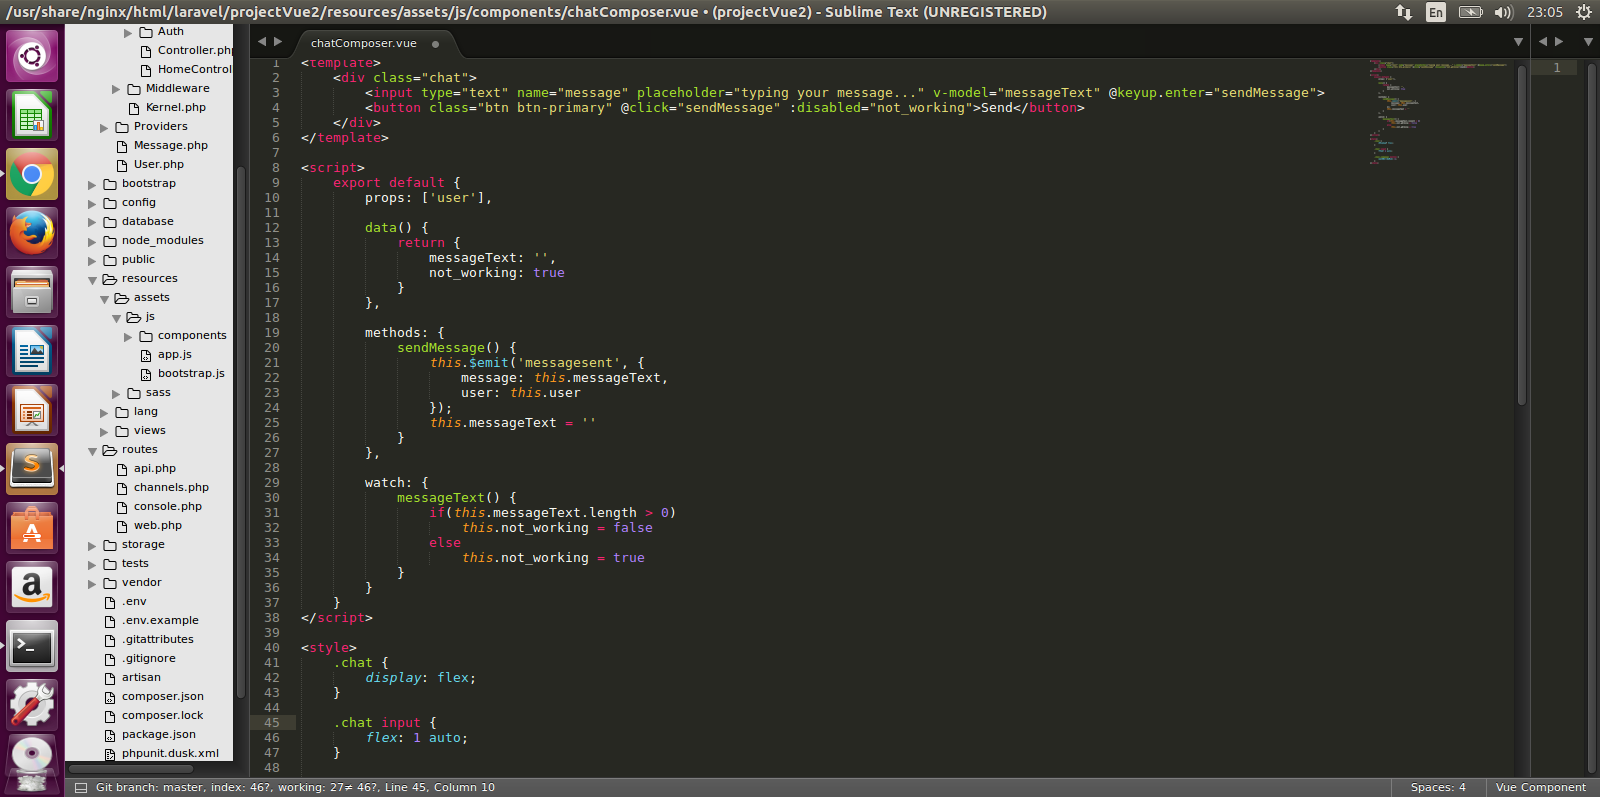 /usr/share/nginx/html/laravel/projectVue2/resources/assets/js/components/chatComposer.vue • (projectVue2) - Sublime Text (UNREGISTERED)
En
23:05
Auth
Controller.ph
HomeControl
Middleware
Kernel.php
Providers
Message.php
User.php
bootstrap
config
database
node_modules
public
resources
assets
js
components
app.js
bootstrap.js
sass
lang
views
routes
api.php
channels.php
console.php
web.php
storage
tests
vendor
.env
.env.example
.gitattributes
.gitignore
artisan
composer.json
composer.lock
package.json
phpunit.dusk.xml
chatComposer.vue
1 <template>
2 <div class="chat">
3 <input type="text" name="message" placeholder="typing your message..." v-model="messageText" @keyup.enter="sendMessage">
4 <button class="btn btn-primary" @click="sendMessage" :disabled="not_working">Send</button>
5 </div>
6 </template>
7
8 <script>
9 export default {
10 props: ['user'],
11
12 data() {
13 return {
14 messageText: '',
15 not_working: true
16 }
17 },
18
19 methods: {
20 sendMessage() {
21 this.$emit('messagesent', {
22 message: this.messageText,
23 user: this.user
24 });
25 this.messageText = ''
26 }
27 },
28
29 watch: {
30 messageText() {
31 if(this.messageText.length > 0)
32 this.not_working = false
33 else
34 this.not_working = true
35 }
36 }
37 }
38 </script>
39
40 <style>
41 .chat {
42 display: flex;
43 }
44
45 .chat input {
46 flex: 1 auto;
47 }
48
1
Git branch: master, index: 46?, working: 27≠ 46?, Line 45, Column 10
Spaces: 4
Vue Component